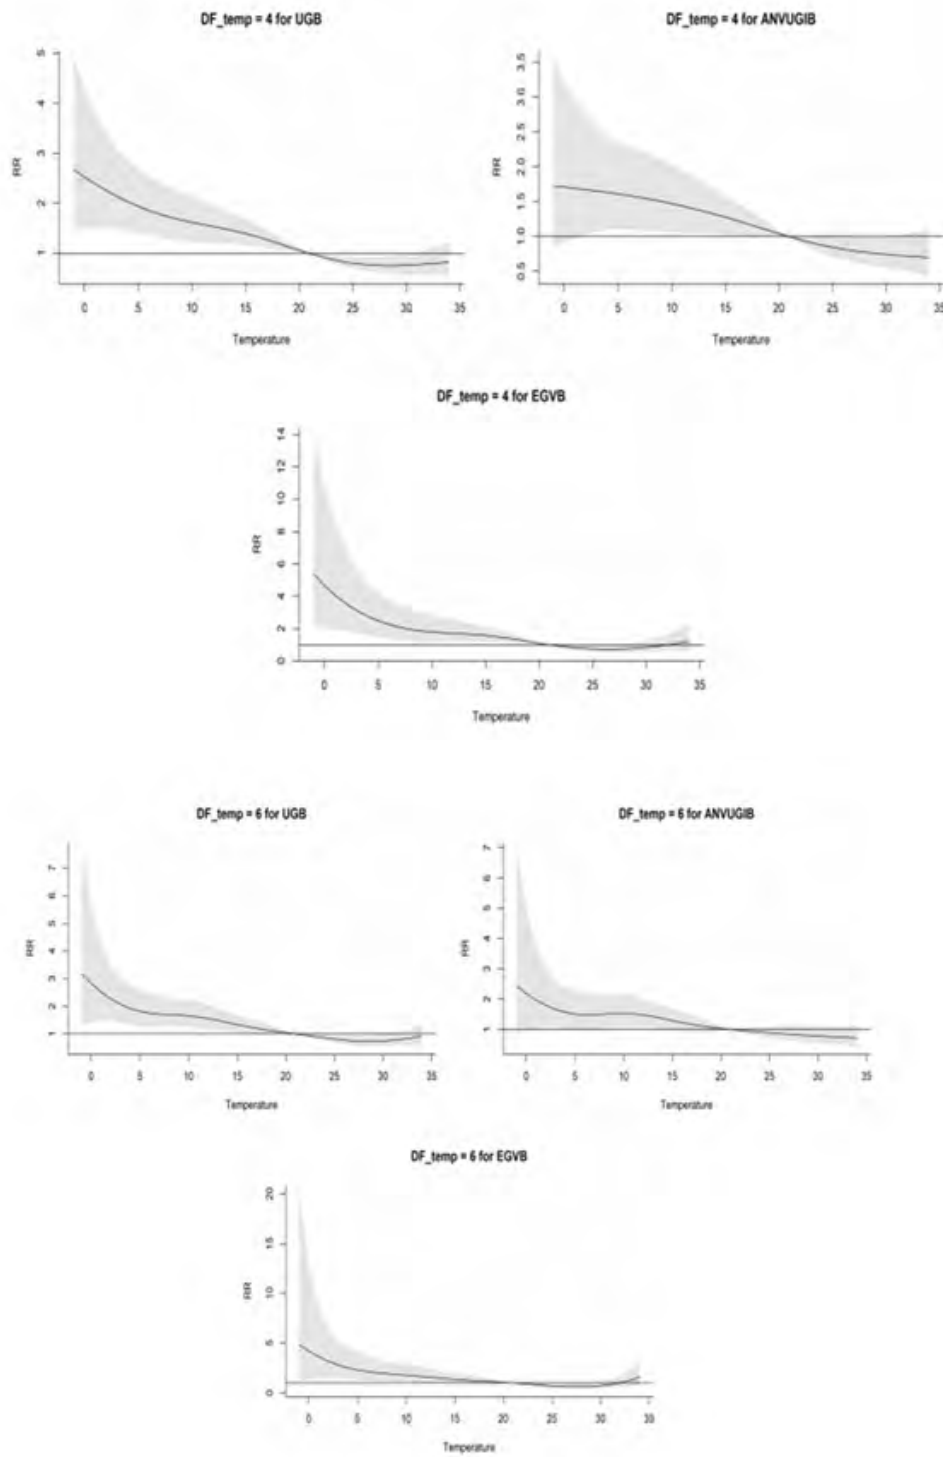 DF_temp = 4 for UGB
DF_temp = 4 for ANVUGIB
RR
5
4
3
2
1
0 5 10 15 20 25 30 35
Temperature
RR
3.5
3.0
2.5
2.0
1.5
1.0
0.5
0 5 10 15 20 25 30 35
Temperature
DF_temp = 4 for EGVB
RR
14
12
10
8
6
4
2
0
0 5 10 15 20 25 30 35
Temperature
DF_temp = 6 for UGB
DF_temp = 6 for ANVUGIB
RR
7
6
5
4
3
2
1
0 5 10 15 20 25 30 35
Temperature
RR
7
6
5
4
3
2
1
0 5 10 15 20 25 30 35
Temperature
DF_temp = 6 for EGVB
RR
20
15
10
5
0
0 5 10 15 20 25 30 35
Temperature